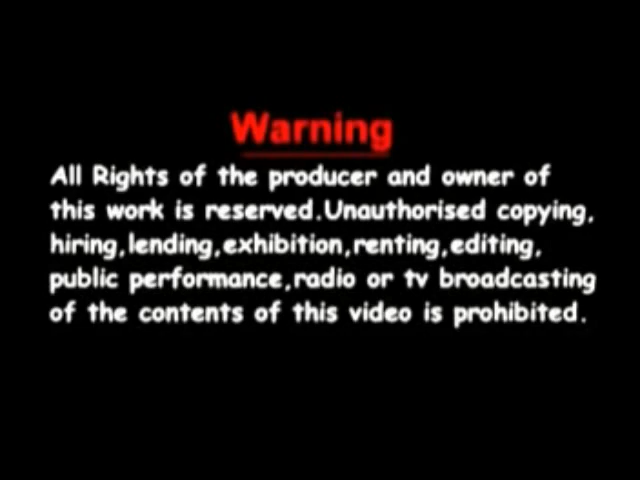 Warning
All Rights of the producer and owner of
this work is reserved.Unauthorised copying,
hiring,lending,exhibition,renting,editing,
public performance,radio or tv broadcasting
of the contents of this video is prohibited.